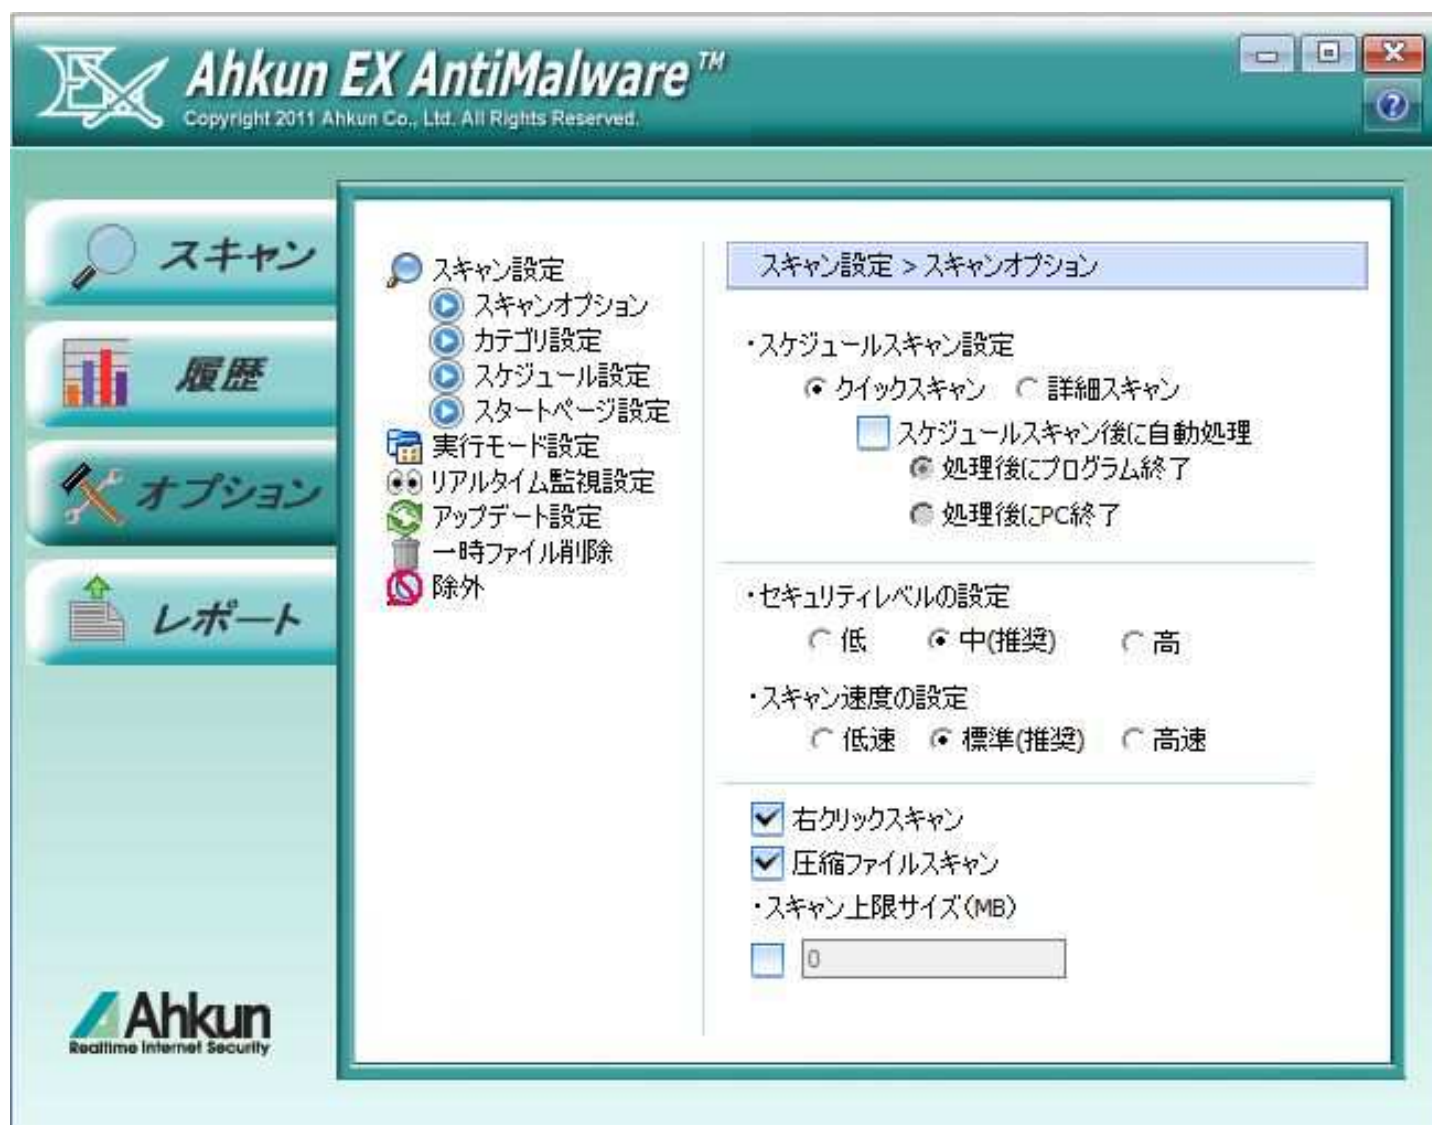 Ahkun EX AntiMalware™
Copyright 2011 Ahkun Co., Ltd. All Rights Reserved.
スキャン
履歴
オプション
レポート
Ahkun
Realtime Internet Security
スキャン設定
スキャンオプション
カテゴリ設定
スケジュール設定
スタートページ設定
実行モード設定
リアルタイム監視設定
アップデート設定
一時ファイル削除
除外
スキャン設定 > スキャンオプション
・スケジュールスキャン設定
クイックスキャン 詳細スキャン
スケジュールスキャン後に自動処理
処理後にプログラム終了
処理後にPC終了
・セキュリティレベルの設定
低 中(推奨) 高
・スキャン速度の設定
低速 標準(推奨) 高速
右クリックスキャン
圧縮ファイルスキャン
・スキャン上限サイズ(MB)
0